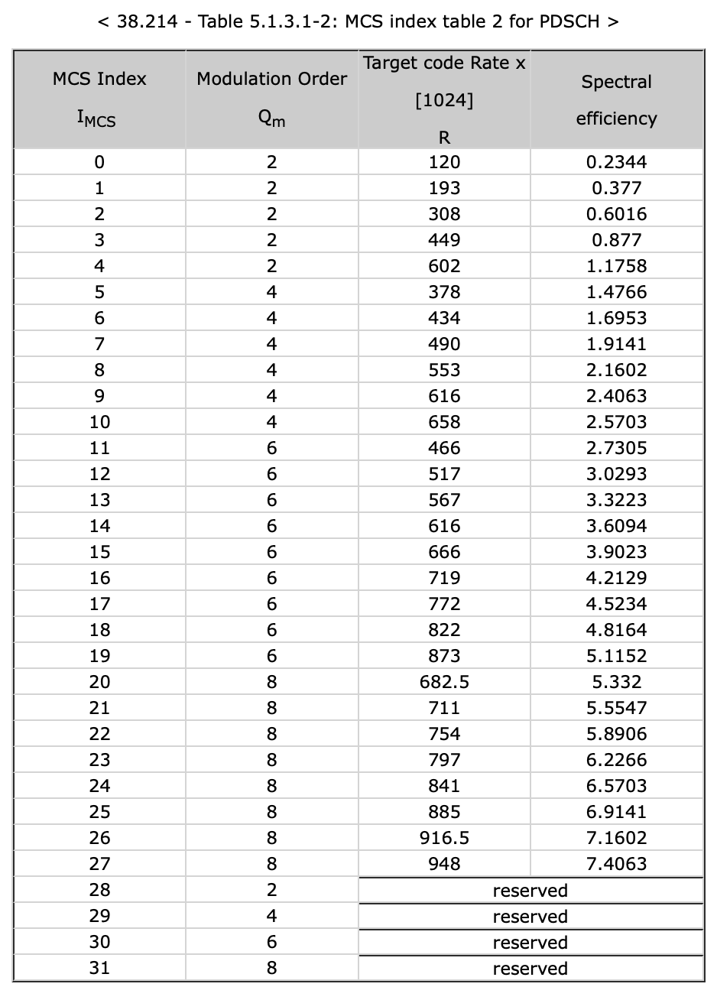 < 38.214 - Table 5.1.3.1-2: MCS index table 2 for PDSCH >
MCS Index
IMCS
Modulation Order
Qm
Target code Rate x
[1024]
R
Spectral
efficiency
0 2 120 0.2344
1 2 193 0.377
2 2 308 0.6016
3 2 449 0.877
4 2 602 1.1758
5 4 378 1.4766
6 4 434 1.6953
7 4 490 1.9141
8 4 553 2.1602
9 4 616 2.4063
10 4 658 2.5703
11 6 466 2.7305
12 6 517 3.0293
13 6 567 3.3223
14 6 616 3.6094
15 6 666 3.9023
16 6 719 4.2129
17 6 772 4.5234
18 6 822 4.8164
19 6 873 5.1152
20 8 682.5 5.332
21 8 711 5.5547
22 8 754 5.8906
23 8 797 6.2266
24 8 841 6.5703
25 8 885 6.9141
26 8 916.5 7.1602
27 8 948 7.4063
28 2 reserved
29 4 reserved
30 6 reserved
31 8 reserved